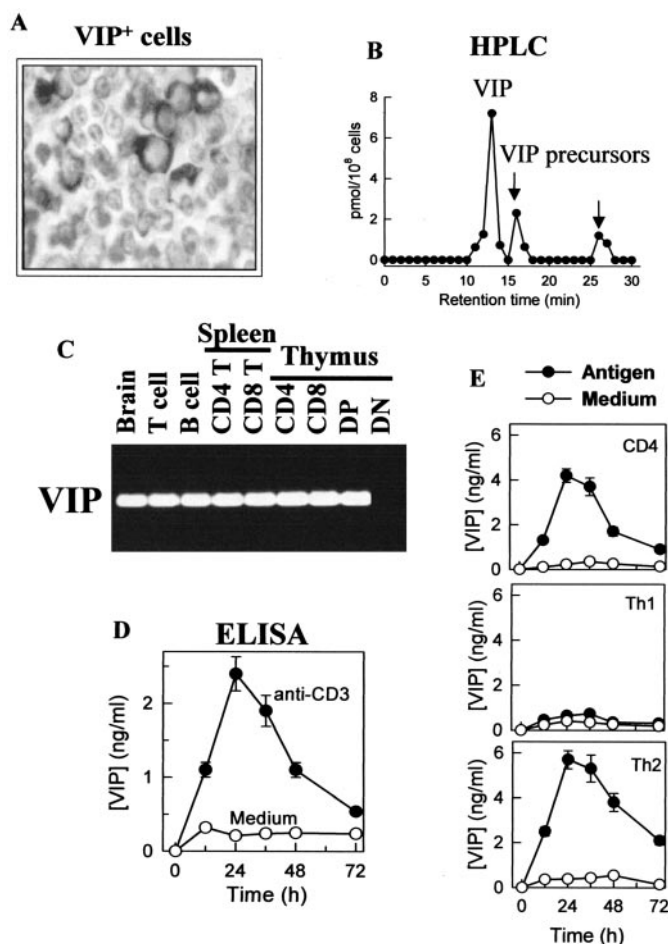 A
VIP⁺ cells
B
HPLC
VIP
VIP precursors
pmol/10⁸ cells
8
6
4
2
0
0 5 10 15 20 25 30
Retention time (min)
C
Spleen
Thymus
Brain
T cell
B cell
CD4 T
CD8 T
CD4
CD8
DP
DN
VIP
D
ELISA
[VIP] (ng/ml)
2
1
0
anti-CD3
Medium
0 24 48 72
Time (h)
E
Antigen
Medium
[VIP] (ng/ml)
6
4
2
0
CD4
[VIP] (ng/ml)
6
4
2
0
Th1
[VIP] (ng/ml)
6
4
2
0
Th2
0 24 48 72
Time (h)